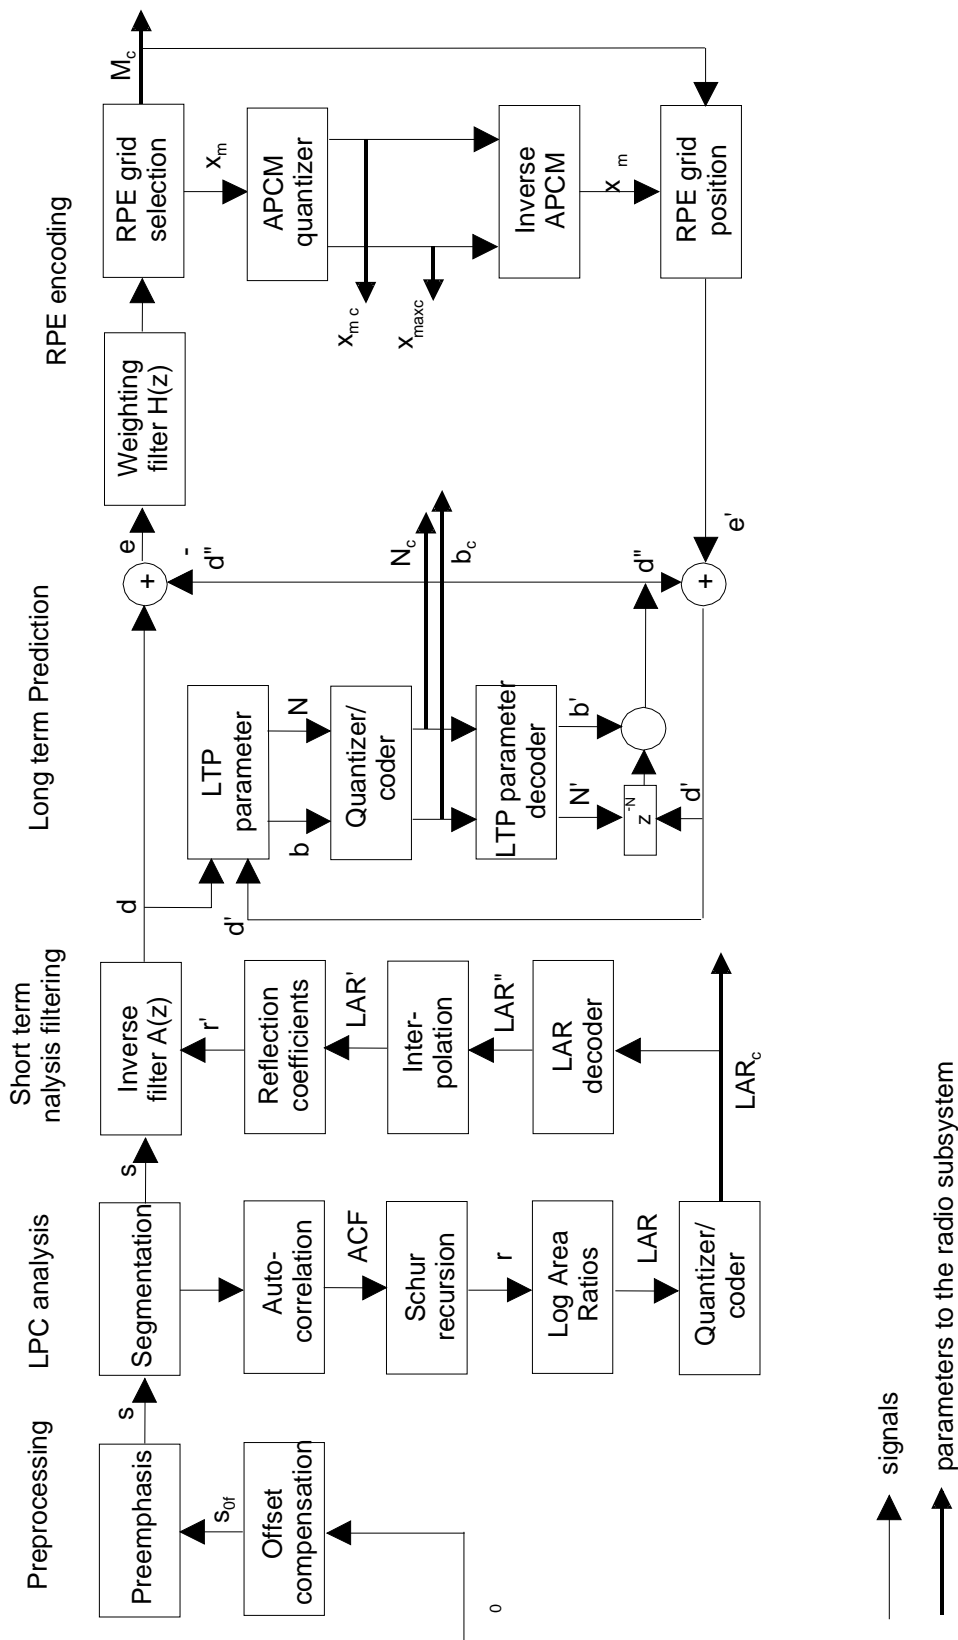 Preprocessing
LPC analysis
Short term
nalysis filtering
Long term Prediction
RPE encoding
Preemphasis
s
Segmentation
s
Inverse
filter A(z)
d
+
e
Weighting
filter H(z)
RPE grid
selection
Mc
s0f
Offset
compensation
0
Auto-
correlation
ACF
Schur
recursion
r
Log Area
Ratios
LAR
Quantizer/
coder
LARc
r'
Reflection
coefficients
LAR'
Inter-
polation
LAR''
LAR
decoder
d'
LTP
parameter
b
N
Quantizer/
coder
Nc
bc
LTP parameter
decoder
N'
b'
z-N
d'
-
d''
d''
+
e'
xm
APCM
quantizer
xm c
xmaxc
Inverse
APCM
x m
RPE grid
position
signals
parameters to the radio subsystem